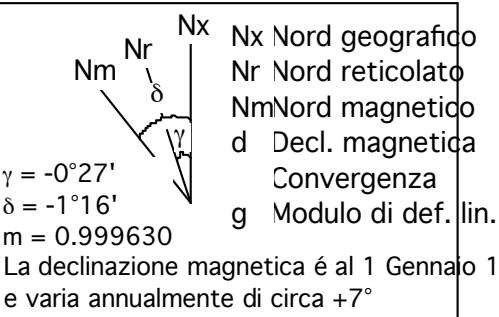 Nx
Nr
Nm
δ
γ
Nx Nord geografico
Nr Nord reticolato
Nm Nord magnetico
d Decl. magnetica
Convergenza
g Modulo di def. lin.
γ = -0°27'
δ = -1°16'
m = 0.999630
La declinazione magnetica é al 1 Gennaio 1
e varia annualmente di circa +7°